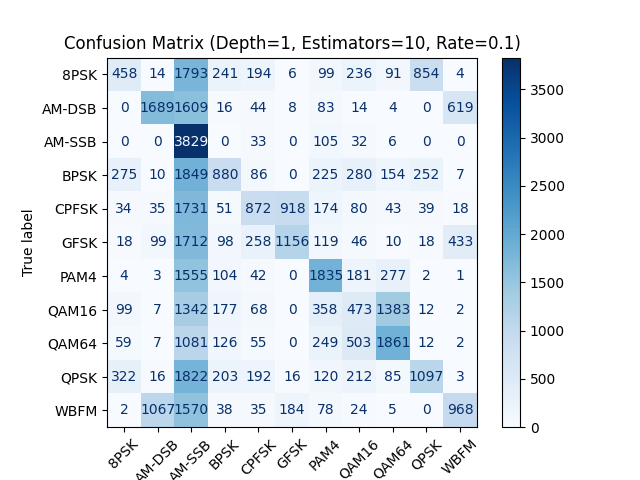 Confusion Matrix (Depth=1, Estimators=10, Rate=0.1)
True label
8PSK 458 14 1793 241 194 6 99 236 91 854 4
AM-DSB 0 1689 1609 16 44 8 83 14 4 0 619
AM-SSB 0 0 3829 0 33 0 105 32 6 0 0
BPSK 275 10 1849 880 86 0 225 280 154 252 7
CPFSK 34 35 1731 51 872 918 174 80 43 39 18
GFSK 18 99 1712 98 258 1156 119 46 10 18 433
PAM4 4 3 1555 104 42 0 1835 181 277 2 1
QAM16 99 7 1342 177 68 0 358 473 1383 12 2
QAM64 59 7 1081 126 55 0 249 503 1861 12 2
QPSK 322 16 1822 203 192 16 120 212 85 1097 3
WBFM 2 1067 1570 38 35 184 78 24 5 0 968
8PSK AM-DSB AM-SSB BPSK CPFSK GFSK PAM4 QAM16 QAM64 QPSK WBFM
3500
3000
2500
2000
1500
1000
500
0